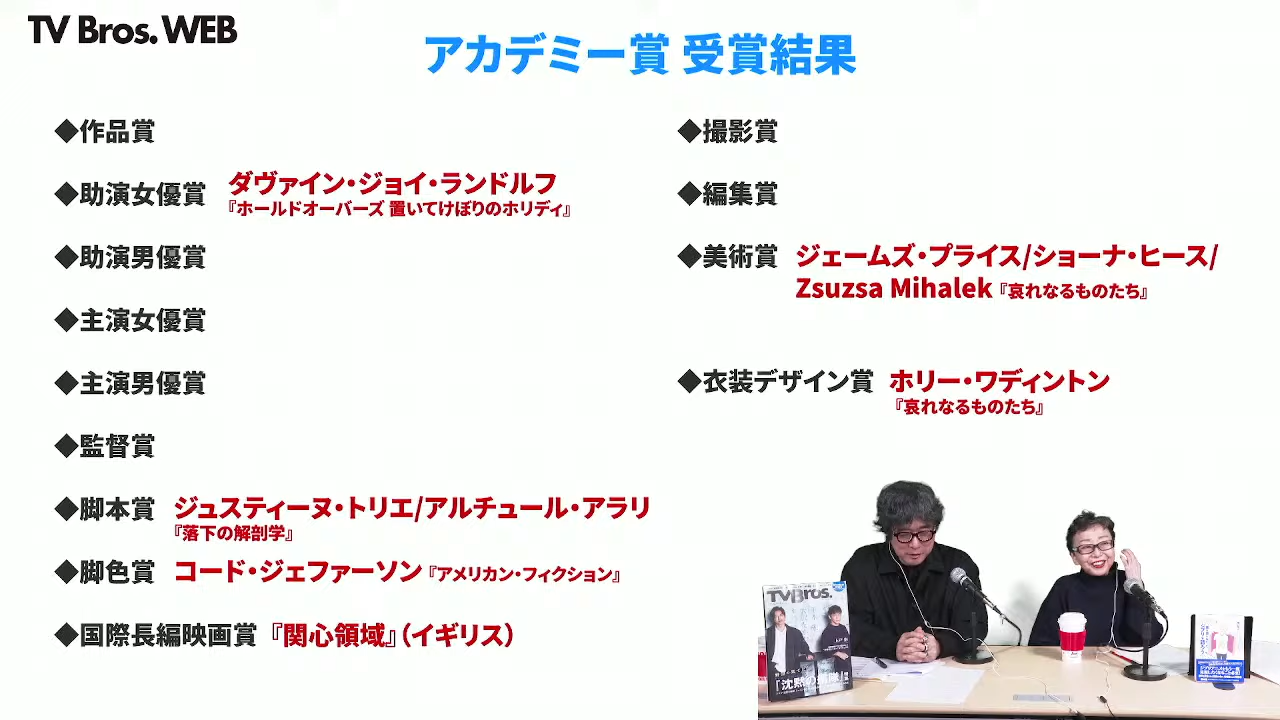 TV Bros. WEB
アカデミー賞 受賞結果
◆作品賞
◆助演女優賞 ダヴァイン・ジョイ・ランドルフ
『ホールドオーバーズ 置いてけぼりのホリディ』
◆助演男優賞
◆主演女優賞
◆主演男優賞
◆監督賞
◆脚本賞 ジュスティーヌ・トリエ/アルチュール・アラリ
『落下の解剖学』
◆脚色賞 コード・ジェファーソン『アメリカン・フィクション』
◆国際長編映画賞 『関心領域』(イギリス)
◆撮影賞
◆編集賞
◆美術賞 ジェームズ・プライス/ショーナ・ヒース/
Zsuzsa Mihalek『哀れなるものたち』
◆衣装デザイン賞 ホリー・ワディントン
『哀れなるものたち』
TVBros.